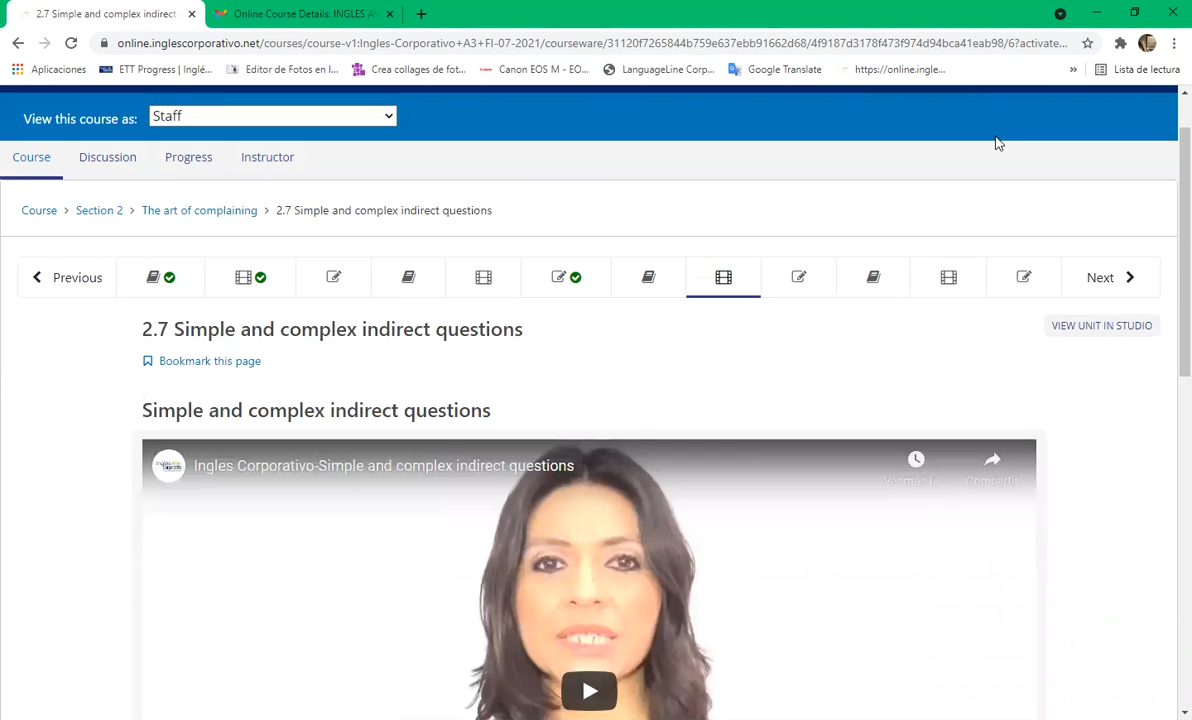 2.7 Simple and complex indirect
Online Course Details: INGLES A
online.inglescorporativo.net/courses/course-v1:Ingles-Corporativo+A3+FI-07-2021/courseware/31120f7265844b759e637ebb91662d68/4f9187d3178f473f974d94bca41eab98/6?activate...
Aplicaciones ETT Progress | Inglé... Editor de Fotos en l... Crea collages de fot... Canon EOS M - EO... LanguageLine Corp... Google Translate https://online.ingle... » Lista de lectura
View this course as: Staff
Course Discussion Progress Instructor
Course > Section 2 > The art of complaining > 2.7 Simple and complex indirect questions
Previous Next
2.7 Simple and complex indirect questions
VIEW UNIT IN STUDIO
Bookmark this page
Simple and complex indirect questions
Ingles Corporativo-Simple and complex indirect questions
Compartir